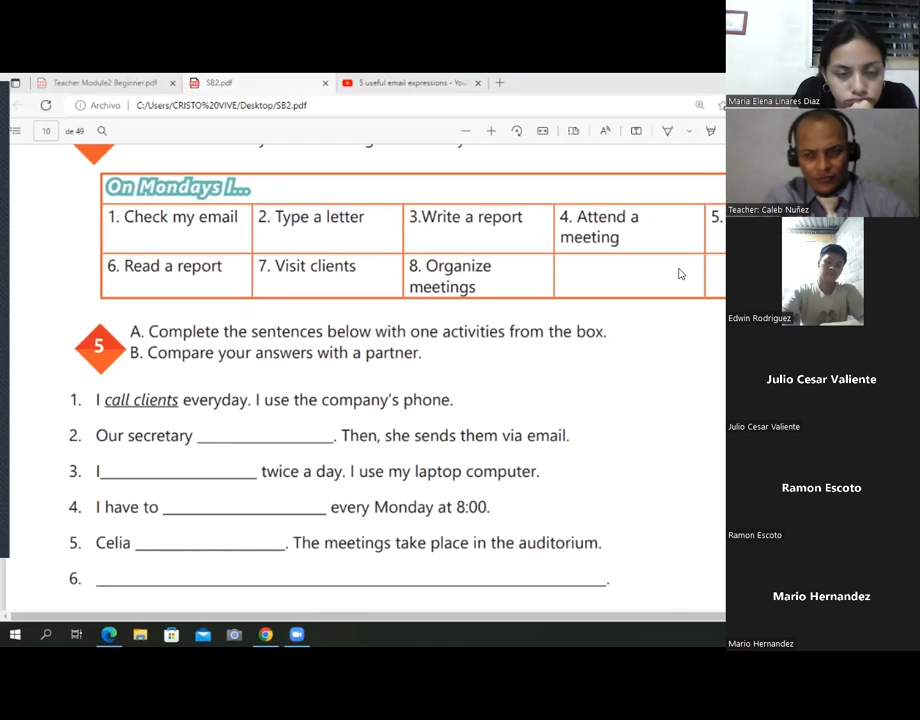 Teacher Module2 Beginner.pdf
SB2.pdf
5 useful email expressions - You
Archivo
C:/Users/CRISTO%20VIVE/Desktop/SB2.pdf
10 de 49
On Mondays I...
1. Check my email
2. Type a letter
3.Write a report
4. Attend a
meeting
5.
6. Read a report
7. Visit clients
8. Organize
meetings
5
A. Complete the sentences below with one activities from the box.
B. Compare your answers with a partner.
1. I call clients everyday. I use the company's phone.
2. Our secretary ______________. Then, she sends them via email.
3. I________________ twice a day. I use my laptop computer.
4. I have to _________________ every Monday at 8:00.
5. Celia ________________. The meetings take place in the auditorium.
6. ______________________________________________________.
Maria Elena Linares Diaz
Teacher: Caleb Nuñez
Edwin Rodriguez
Julio Cesar Valiente
Julio Cesar Valiente
Ramon Escoto
Ramon Escoto
Mario Hernandez
Mario Hernandez